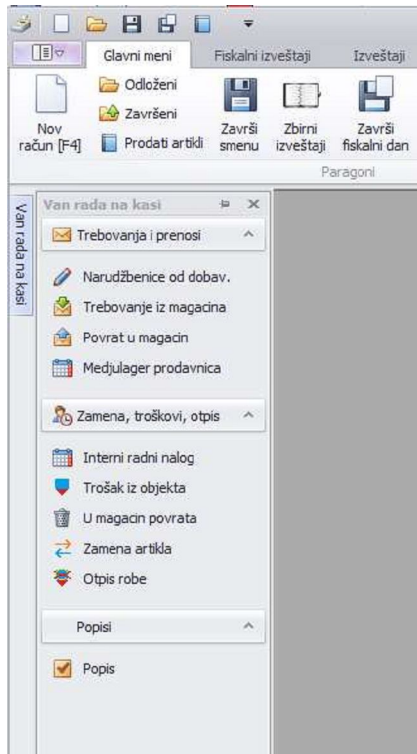 Glavni meni
Fiskalni izveštaji
Izveštaji
Nov
račun [F4]
Odloženi
Završeni
Prodati artikli
Završi
smenu
Zbirni
izveštaji
Završi
fiskalni dan
Paragoni
Van rada na kasi
Van rada na kasi
Trebovanja i prenosi
Narudžbenice od dobav.
Trebovanje iz magacina
Povrat u magacin
Medjulager prodavnica
Zamena, troškovi, otpis
Interni radni nalog
Trošak iz objekta
U magacin povrata
Zamena artikla
Otpis robe
Popisi
Popis